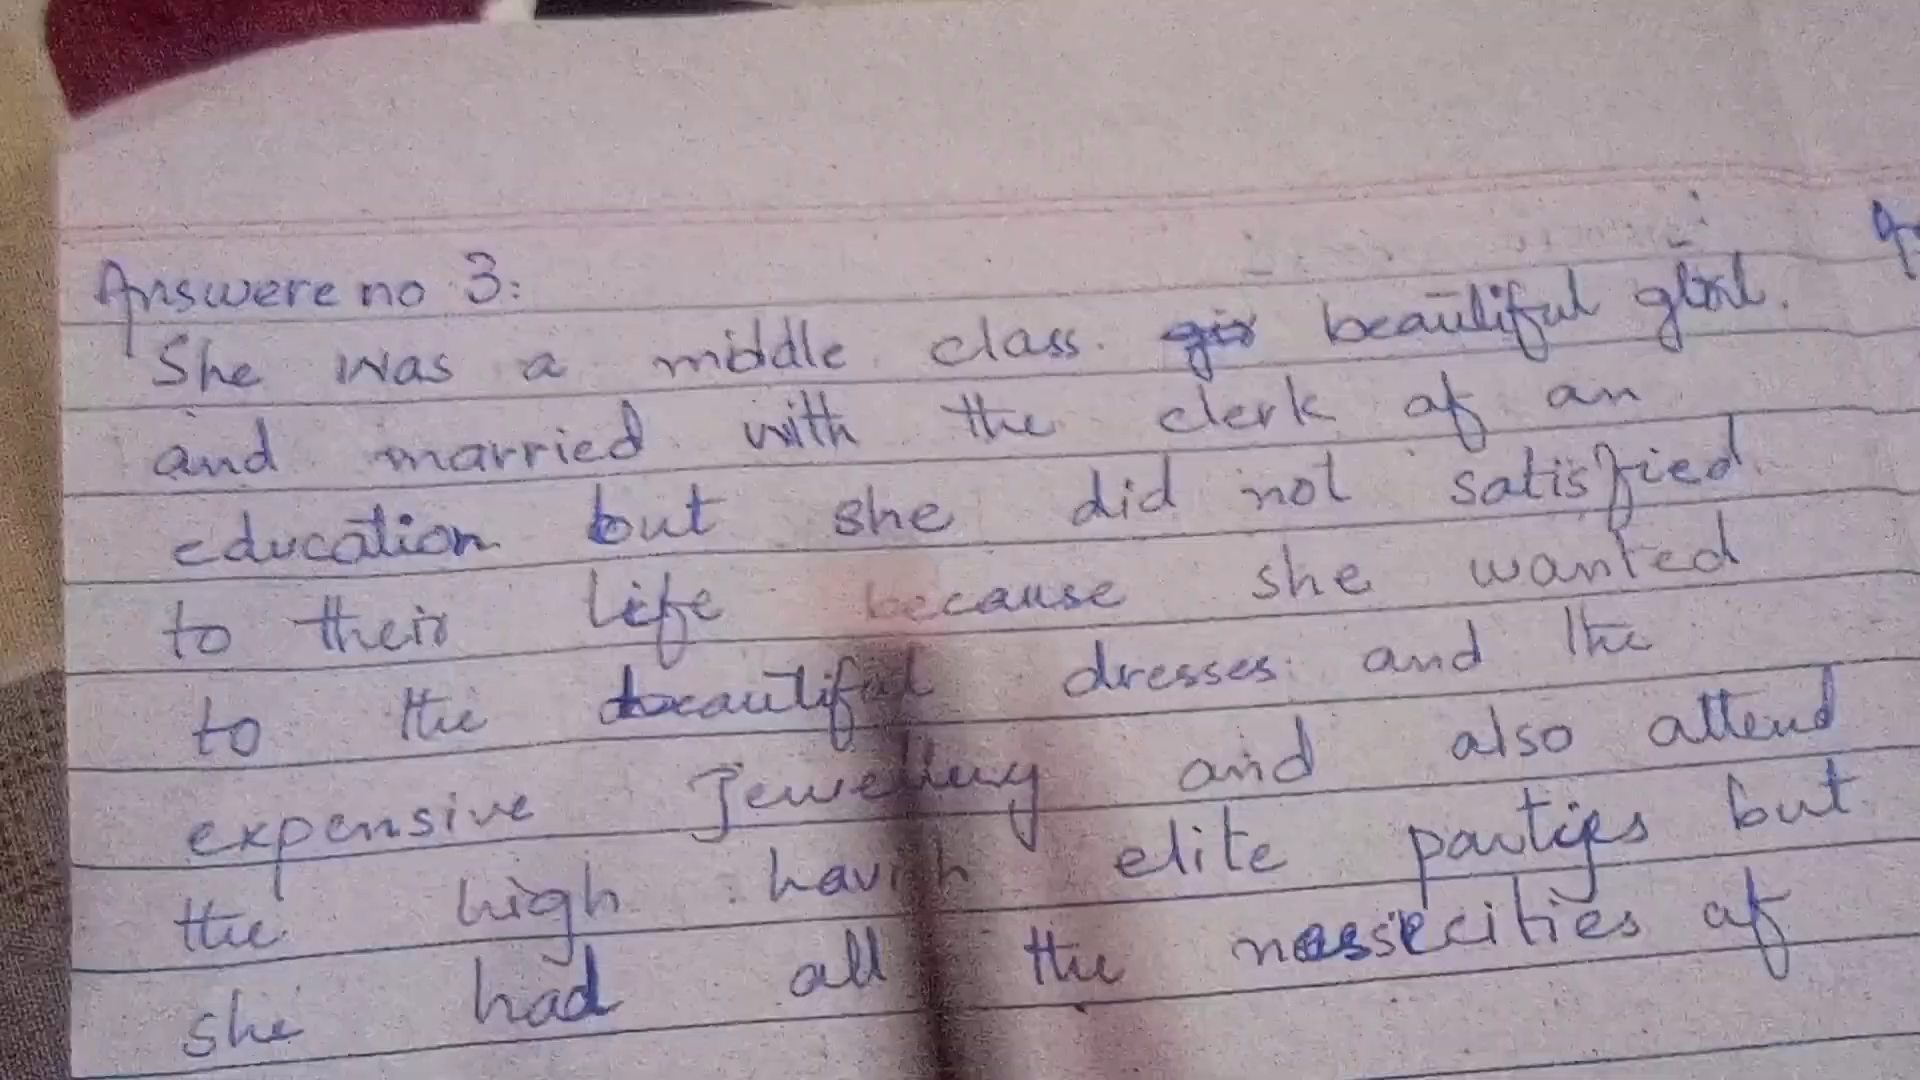 Answere no 3:
She was a middle class beautiful girl.
and married with the clerk of an
education but she did not satisfied
to their life because she wanted
to the beautiful dresses and the
expensive Jewellery and also attend
the high elite parties but
she had all the nessecities of